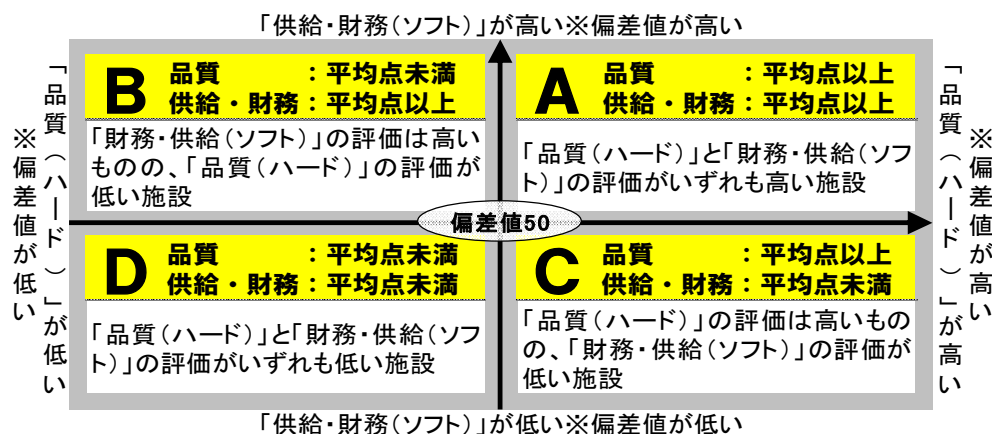 「供給・財務(ソフト)」が高い※偏差値が高い
「品質(ハード)」が低い
※偏差値が低い
B
品質　　　：平均点未満
供給・財務：平均点以上
「財務・供給(ソフト)」の評価は高い
ものの、「品質(ハード)」の評価が
低い施設
A
品質　　　：平均点以上
供給・財務：平均点以上
「品質(ハード)」と「財務・供給(ソフ
ト)」の評価がいずれも高い施設
偏差値50
D
品質　　　：平均点未満
供給・財務：平均点未満
「品質(ハード)」と「財務・供給(ソフ
ト)」の評価がいずれも低い施設
C
品質　　　：平均点以上
供給・財務：平均点未満
「品質(ハード)」の評価は高いもの
の、「財務・供給(ソフト)」の評価が
低い施設
「品質(ハード)」が高い
※偏差値が高い
「供給・財務(ソフト)」が低い※偏差値が低い